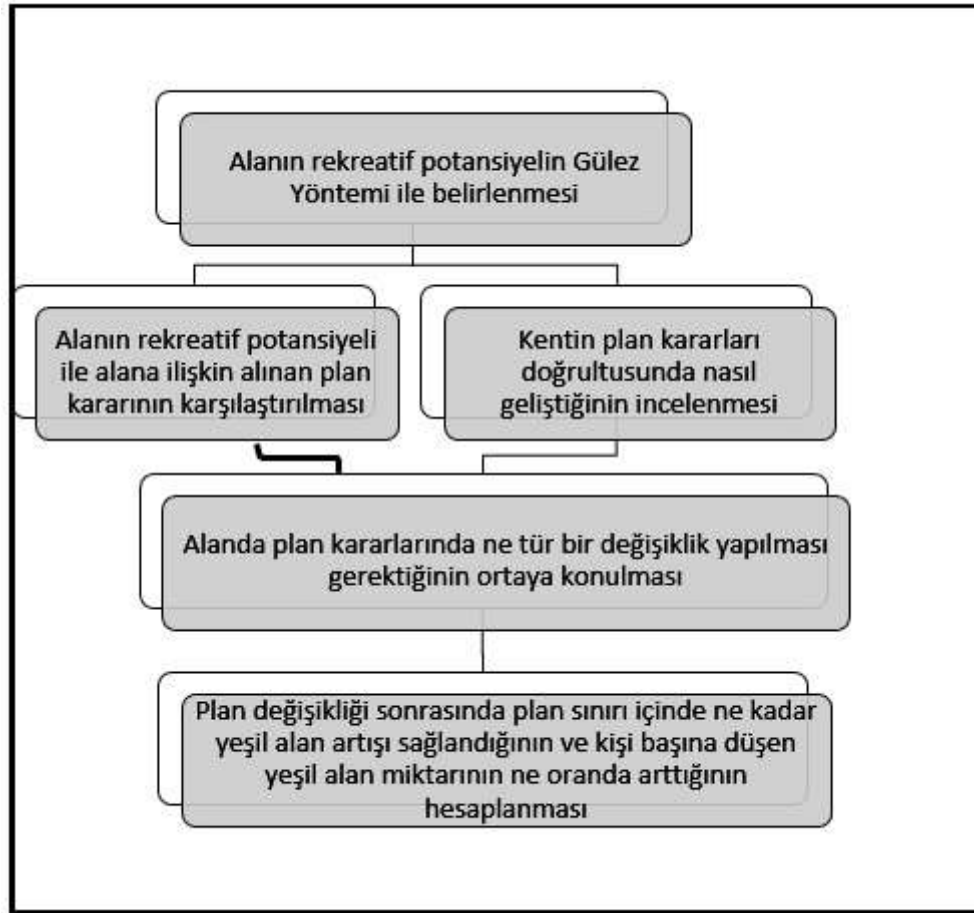 Alanın rekreatif potansiyelin Gülez
Yöntemi ile belirlenmesi
Alanın rekreatif potansiyeli
ile alana ilişkin alınan plan
kararının karşılaştırılması
Kentin plan kararları
doğrultusunda nasıl
geliştiğinin incelenmesi
Alanda plan kararlarında ne tür bir değişiklik yapılması
gerektiğinin ortaya konulması
Plan değişikliği sonrasında plan sınırı içinde ne kadar
yeşil alan artışı sağlandığının ve kişi başına düşen
yeşil alan miktarının ne oranda arttığının
hesaplanması